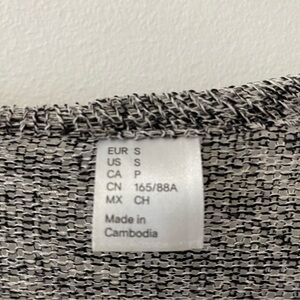 EUR S
US S
CA P
CN 165/88A
MX CH
Made in
Cambodia